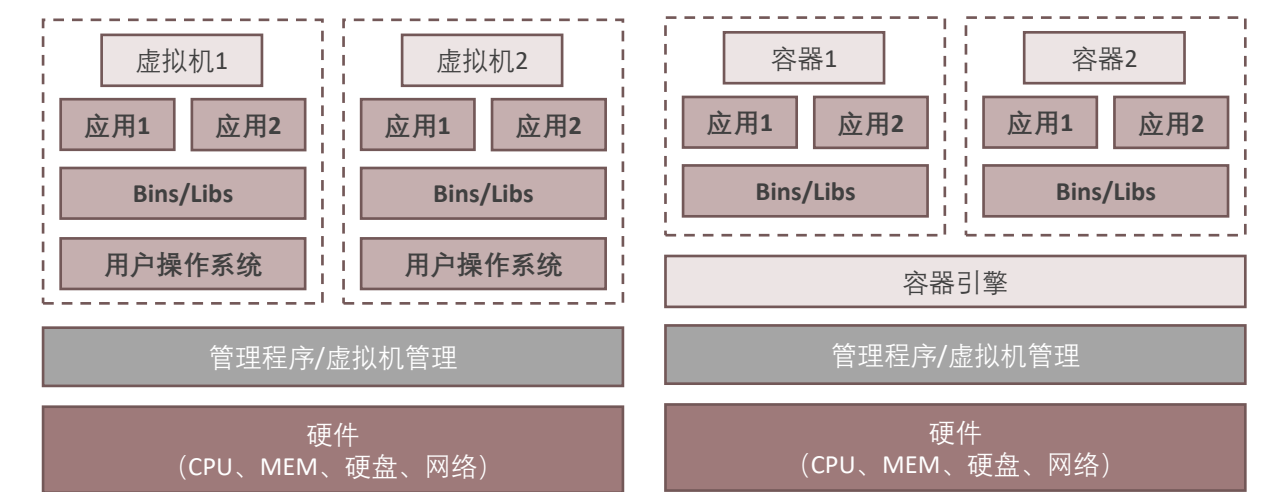 虚拟机1
应用1
应用2
Bins/Libs
用户操作系统
虚拟机2
应用1
应用2
Bins/Libs
用户操作系统
管理程序/虚拟机管理
硬件
（CPU、MEM、硬盘、网络）
容器1
应用1
应用2
Bins/Libs
容器2
应用1
应用2
Bins/Libs
容器引擎
管理程序/虚拟机管理
硬件
（CPU、MEM、硬盘、网络）